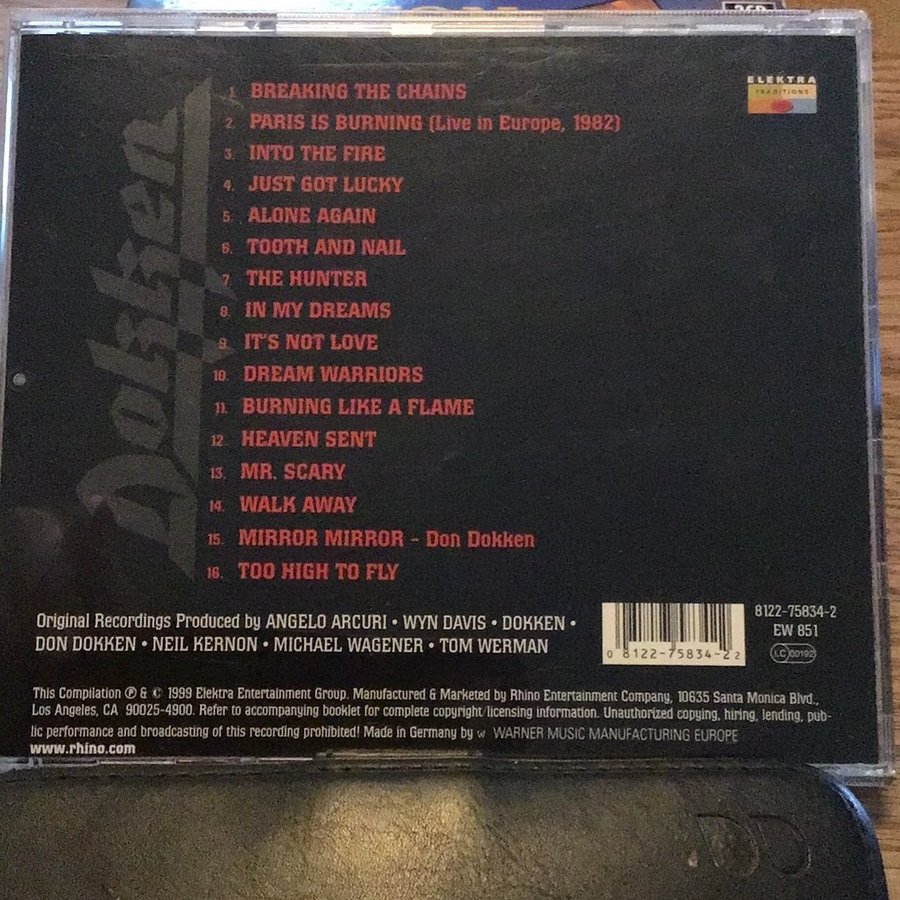 2CD
ELEKTRA
TRADITIONS
Dokken
1. BREAKING THE CHAINS
2. PARIS IS BURNING (Live in Europe, 1982)
3. INTO THE FIRE
4. JUST GOT LUCKY
5. ALONE AGAIN
6. TOOTH AND NAIL
7. THE HUNTER
8. IN MY DREAMS
9. IT'S NOT LOVE
10. DREAM WARRIORS
11. BURNING LIKE A FLAME
12. HEAVEN SENT
13. MR. SCARY
14. WALK AWAY
15. MIRROR MIRROR - Don Dokken
16. TOO HIGH TO FLY
Original Recordings Produced by ANGELO ARCURI • WYN DAVIS • DOKKEN •
DON DOKKEN • NEIL KERNON • MICHAEL WAGENER • TOM WERMAN
0 8122-75834-2 2
8122-75834-2
EW 851
LC 00192
This Compilation ℗ & © 1999 Elektra Entertainment Group. Manufactured & Marketed by Rhino Entertainment Company, 10635 Santa Monica Blvd.,
Los Angeles, CA 90025-4900. Refer to accompanying booklet for complete copyright/licensing information. Unauthorized copying, hiring, lending, pub-
lic performance and broadcasting of this recording prohibited! Made in Germany by w WARNER MUSIC MANUFACTURING EUROPE
www.rhino.com